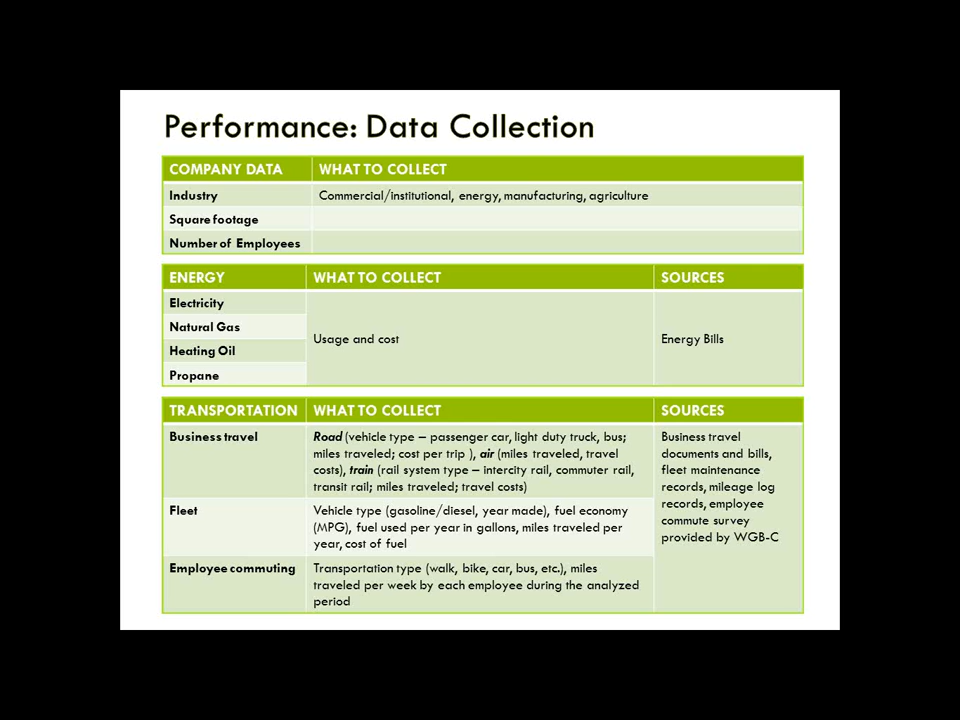 Performance: Data Collection
COMPANY DATA WHAT TO COLLECT
Industry Commercial/institutional, energy, manufacturing, agriculture
Square footage
Number of Employees
ENERGY WHAT TO COLLECT SOURCES
Electricity
Natural Gas
Heating Oil
Propane
Usage and cost
Energy Bills
TRANSPORTATION WHAT TO COLLECT SOURCES
Business travel
Road (vehicle type – passenger car, light duty truck, bus;
miles traveled; cost per trip ), air (miles traveled, travel
costs), train (rail system type – intercity rail, commuter rail,
transit rail; miles traveled; travel costs)
Business travel
documents and bills,
fleet maintenance
records, mileage log
records, employee
commute survey
provided by WGB-C
Fleet
Vehicle type (gasoline/diesel, year made), fuel economy
(MPG), fuel used per year in gallons, miles traveled per
year, cost of fuel
Employee commuting
Transportation type (walk, bike, car, bus, etc.), miles
traveled per week by each employee during the analyzed
period